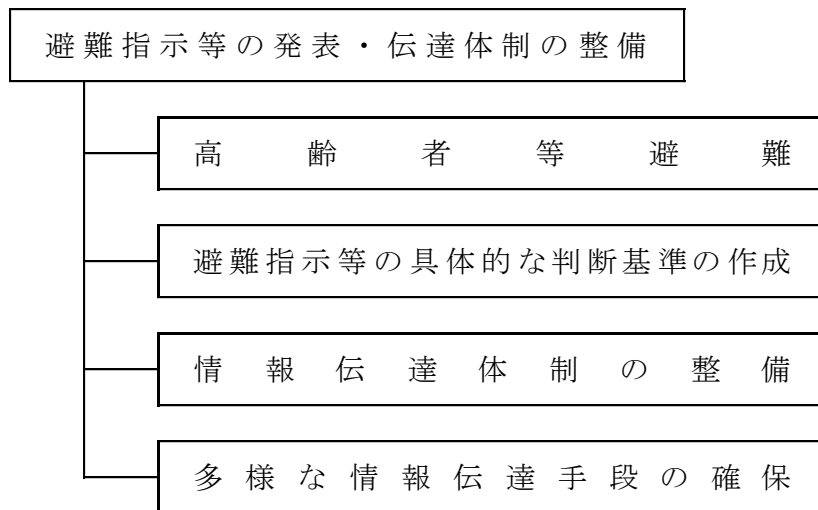 避難指示等の発表・伝達体制の整備
高齢者等避難
避難指示等の具体的な判断基準の作成
情報伝達体制の整備
多様な情報伝達手段の確保